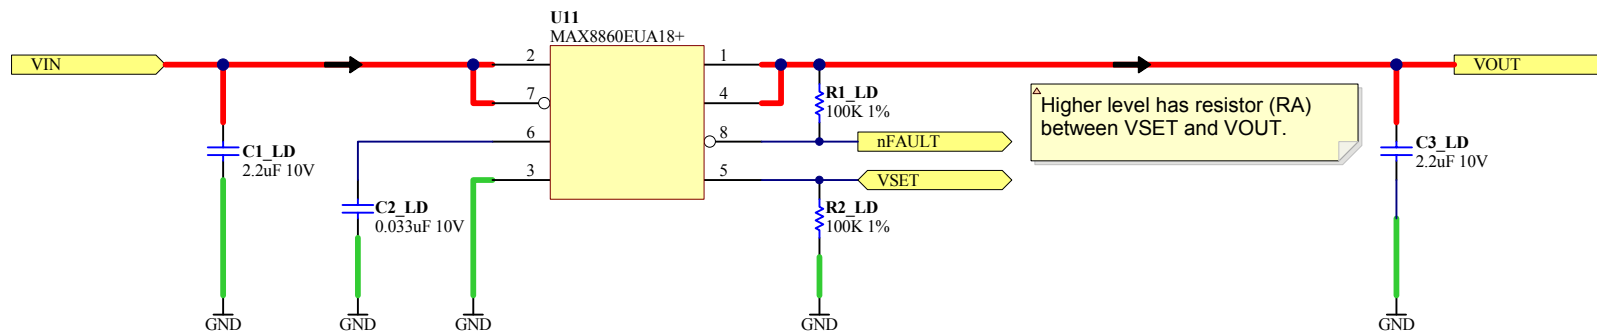 U11
MAX8860EUA18+
VIN
2
1
VOUT
7
4
R1_LD
100K 1%
Higher level has resistor (RA)
between VSET and VOUT.
6
8
nFAULT
C1_LD
2.2uF 10V
C3_LD
2.2uF 10V
3
5
VSET
C2_LD
0.033uF 10V
R2_LD
100K 1%
GND
GND
GND
GND
GND